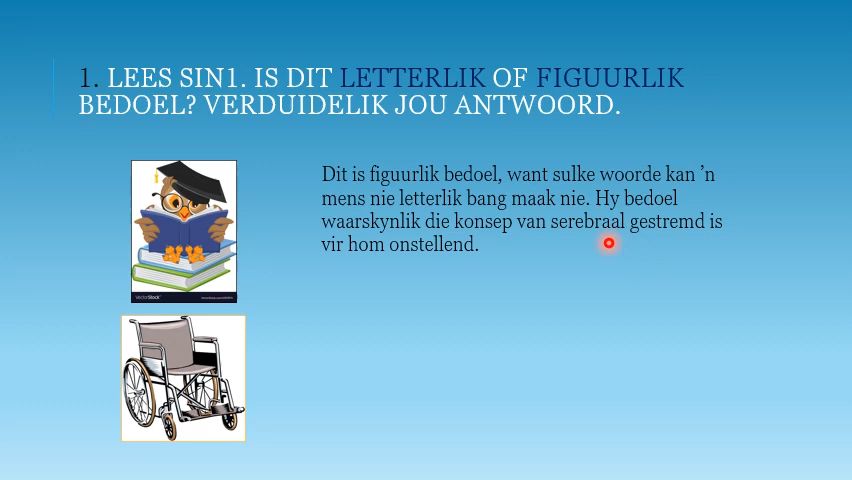 1. LEES SIN1. IS DIT LETTERLIK OF FIGUURLIK
BEDOEL? VERDUIDELIK JOU ANTWOORD.
Dit is figuurlik bedoel, want sulke woorde kan ’n
mens nie letterlik bang maak nie. Hy bedoel
waarskynlik die konsep van serebraal gestremd is
vir hom onstellend.
VectorStock